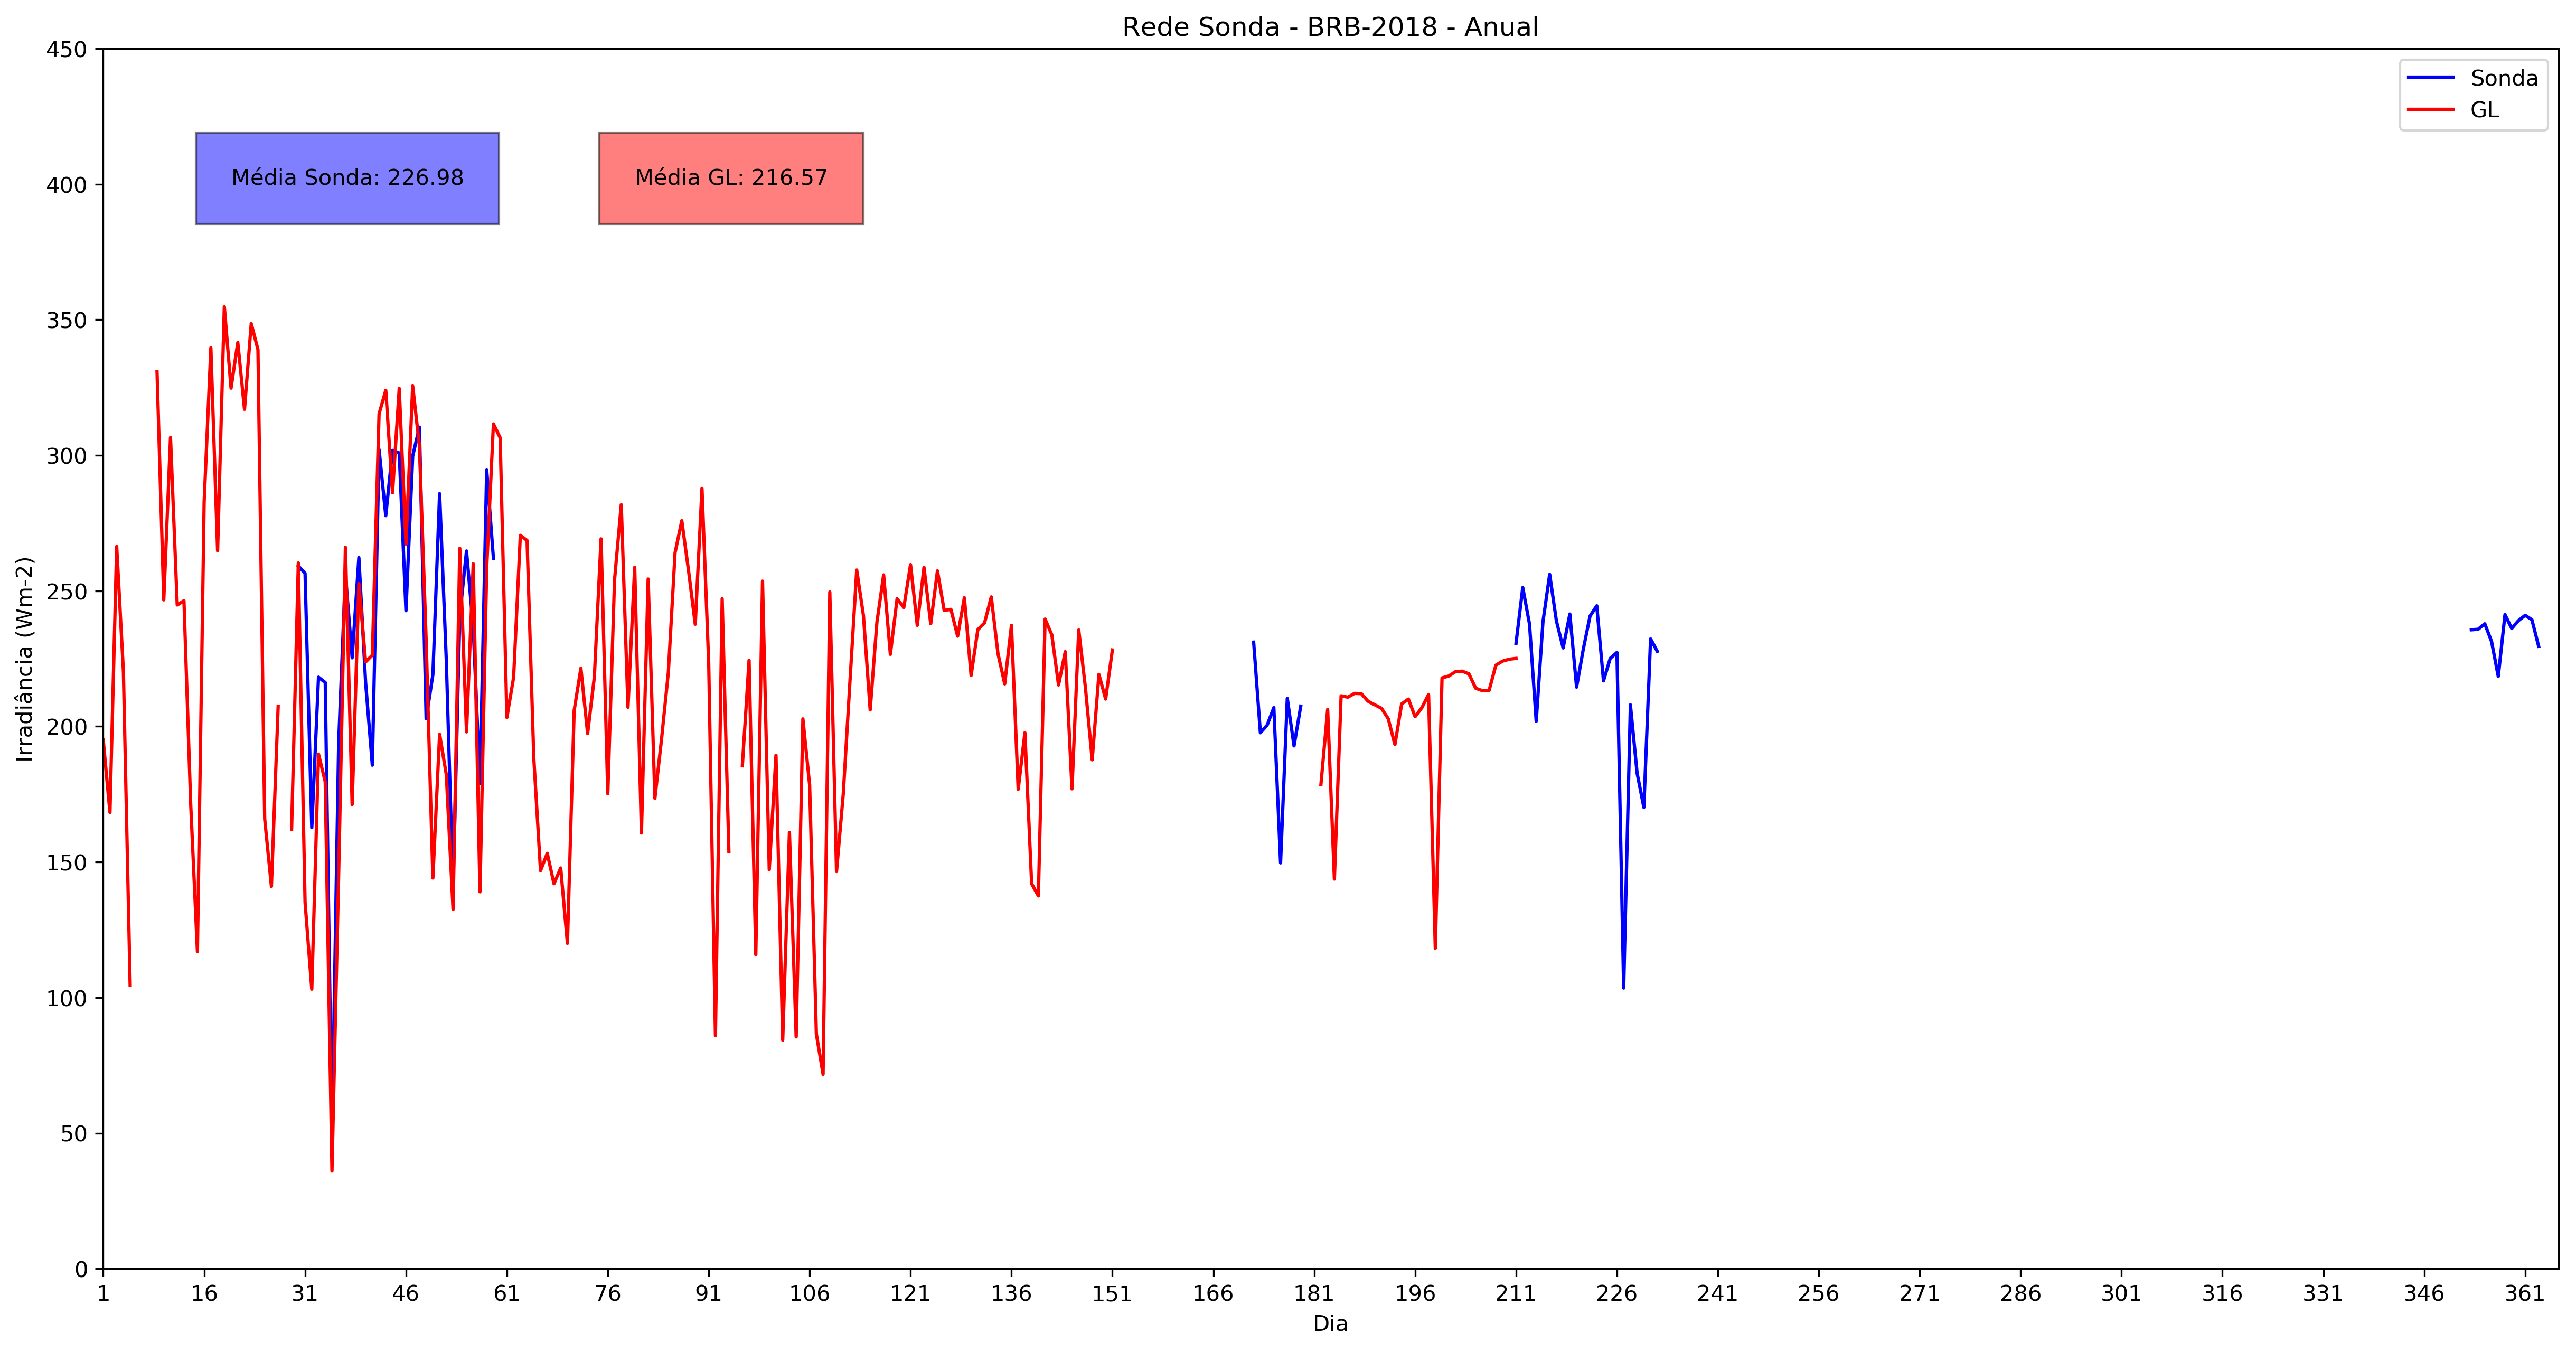 Rede Sonda - BRB-2018 - Anual
450
400
350
300
250
200
150
100
50
0
Irradiância (Wm-2)
Média Sonda: 226.98
Média GL: 216.57
Sonda
GL
1 16 31 46 61 76 91 106 121 136 151 166 181 196 211 226 241 256 271 286 301 316 331 346 361
Dia